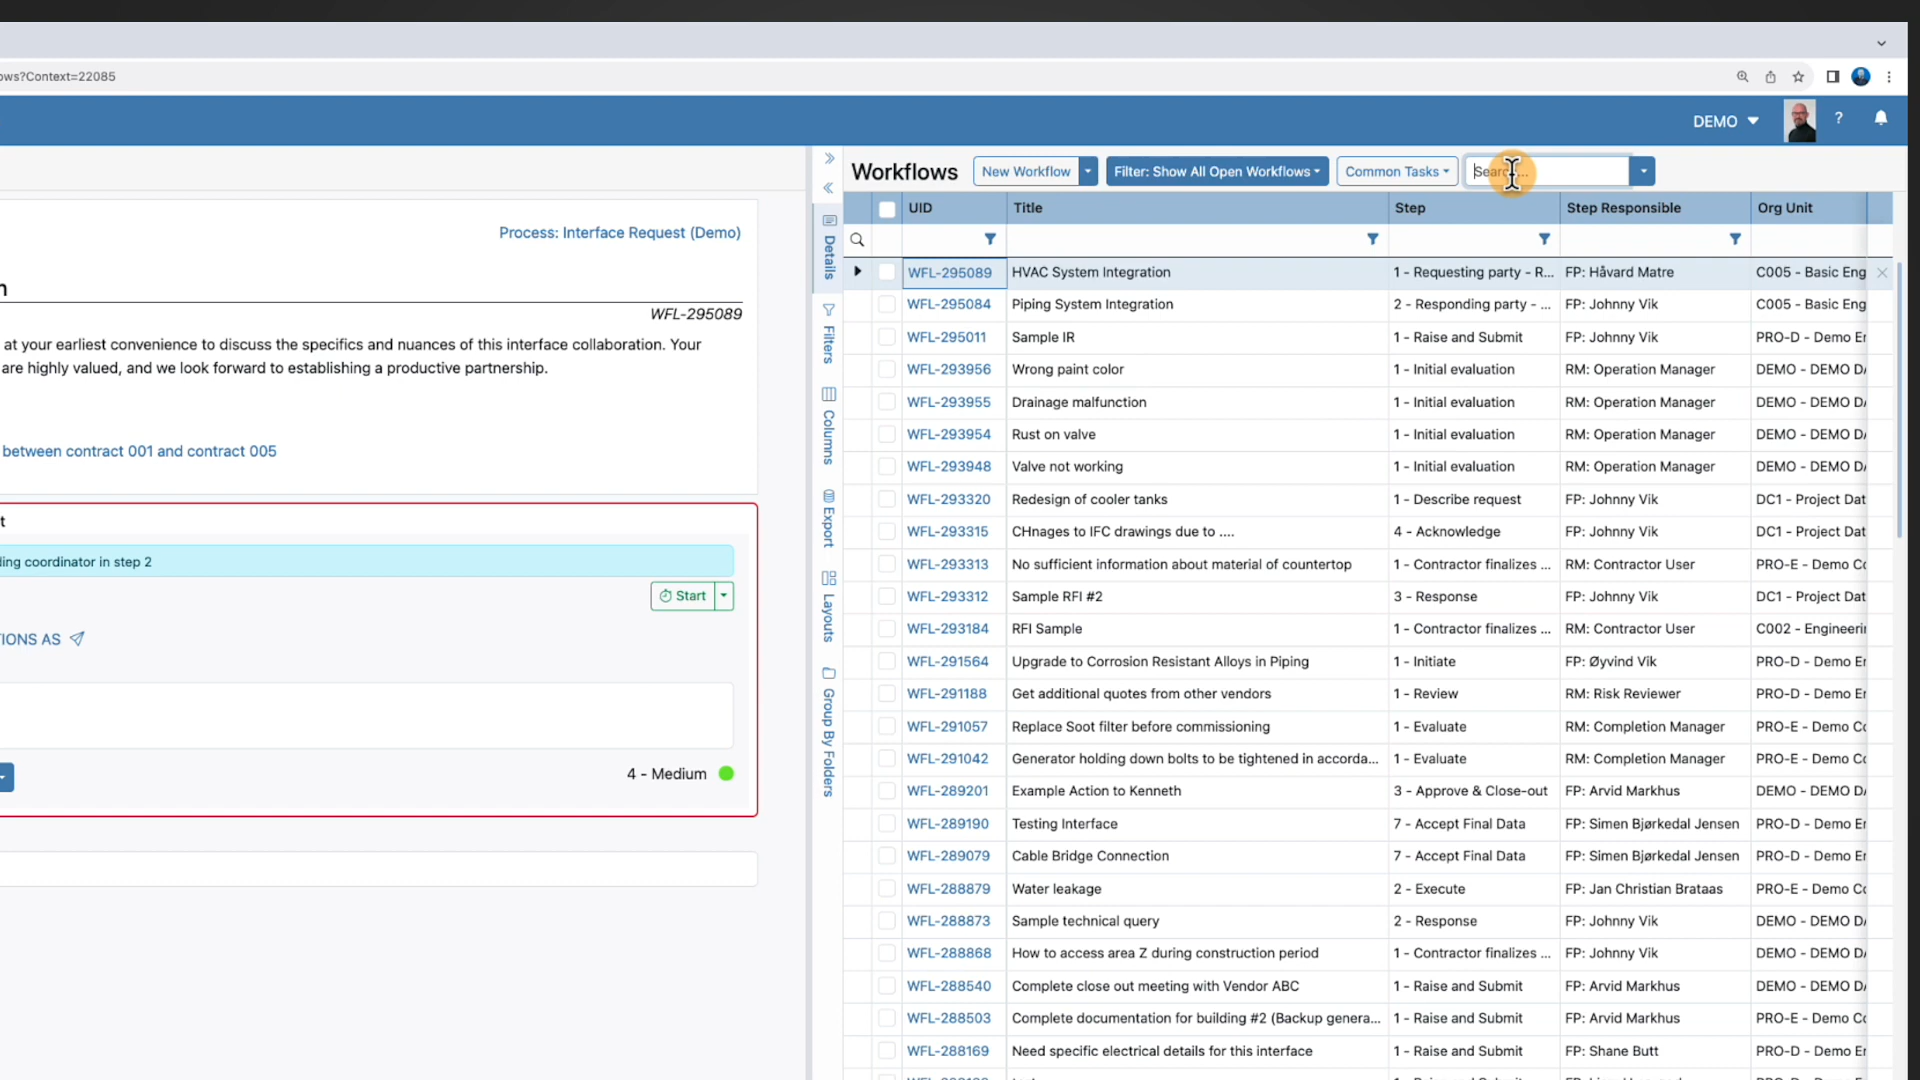 ows?Context=22085
DEMO
?
Workflows
New Workflow
Filter: Show All Open Workflows
Common Tasks
UID
Title
Step
Step Responsible
Org Unit
Process: Interface Request (Demo)
n
WFL-295089
at your earliest convenience to discuss the specifics and nuances of this interface collaboration. Your
are highly valued, and we look forward to establishing a productive partnership.
between contract 001 and contract 005
t
ling coordinator in step 2
Start
TIONS AS
4 - Medium
Details
Filters
Columns
Export
Layouts
Group By Folders
WFL-295089 HVAC System Integration 1 - Requesting party - R... FP: Håvard Matre C005 - Basic Eng
WFL-295084 Piping System Integration 2 - Responding party - ... FP: Johnny Vik C005 - Basic Eng
WFL-295011 Sample IR 1 - Raise and Submit FP: Johnny Vik PRO-D - Demo Er
WFL-293956 Wrong paint color 1 - Initial evaluation RM: Operation Manager DEMO - DEMO DA
WFL-293955 Drainage malfunction 1 - Initial evaluation RM: Operation Manager DEMO - DEMO DA
WFL-293954 Rust on valve 1 - Initial evaluation RM: Operation Manager DEMO - DEMO DA
WFL-293948 Valve not working 1 - Initial evaluation RM: Operation Manager DEMO - DEMO DA
WFL-293320 Redesign of cooler tanks 1 - Describe request FP: Johnny Vik DC1 - Project Dat
WFL-293315 CHnages to IFC drawings due to .... 4 - Acknowledge FP: Johnny Vik DC1 - Project Dat
WFL-293313 No sufficient information about material of countertop 1 - Contractor finalizes ... RM: Contractor User PRO-E - Demo Co
WFL-293312 Sample RFI #2 3 - Response FP: Johnny Vik DC1 - Project Dat
WFL-293184 RFI Sample 1 - Contractor finalizes ... RM: Contractor User C002 - Engineerin
WFL-291564 Upgrade to Corrosion Resistant Alloys in Piping 1 - Initiate FP: Øyvind Vik PRO-D - Demo Er
WFL-291188 Get additional quotes from other vendors 1 - Review RM: Risk Reviewer PRO-D - Demo Er
WFL-291057 Replace Soot filter before commissioning 1 - Evaluate RM: Completion Manager PRO-E - Demo Co
WFL-291042 Generator holding down bolts to be tightened in accorda... 1 - Evaluate RM: Completion Manager PRO-E - Demo Co
WFL-289201 Example Action to Kenneth 3 - Approve & Close-out FP: Arvid Markhus DEMO - DEMO DA
WFL-289190 Testing Interface 7 - Accept Final Data FP: Simen Bjørkedal Jensen PRO-D - Demo Er
WFL-289079 Cable Bridge Connection 7 - Accept Final Data FP: Simen Bjørkedal Jensen PRO-D - Demo Er
WFL-288879 Water leakage 2 - Execute FP: Jan Christian Brataas PRO-E - Demo Co
WFL-288873 Sample technical query 2 - Response FP: Johnny Vik DEMO - DEMO DA
WFL-288868 How to access area Z during construction period 1 - Contractor finalizes ... FP: Johnny Vik DEMO - DEMO DA
WFL-288540 Complete close out meeting with Vendor ABC 1 - Raise and Submit FP: Arvid Markhus DEMO - DEMO DA
WFL-288503 Complete documentation for building #2 (Backup genera... 1 - Raise and Submit FP: Arvid Markhus PRO-E - Demo Co
WFL-288169 Need specific electrical details for this interface 1 - Raise and Submit FP: Shane Butt PRO-D - Demo Er